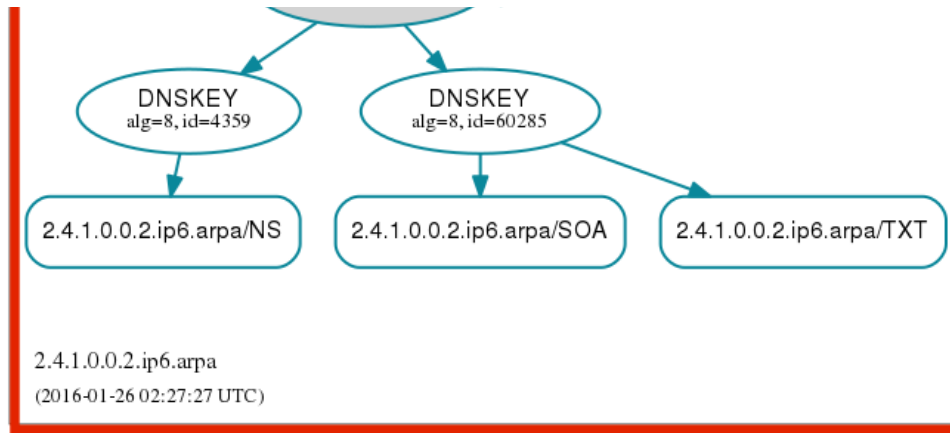 DNSKEY
alg=8, id=4359
DNSKEY
alg=8, id=60285
2.4.1.0.0.2.ip6.arpa/NS
2.4.1.0.0.2.ip6.arpa/SOA
2.4.1.0.0.2.ip6.arpa/TXT
2.4.1.0.0.2.ip6.arpa
(2016-01-26 02:27:27 UTC)